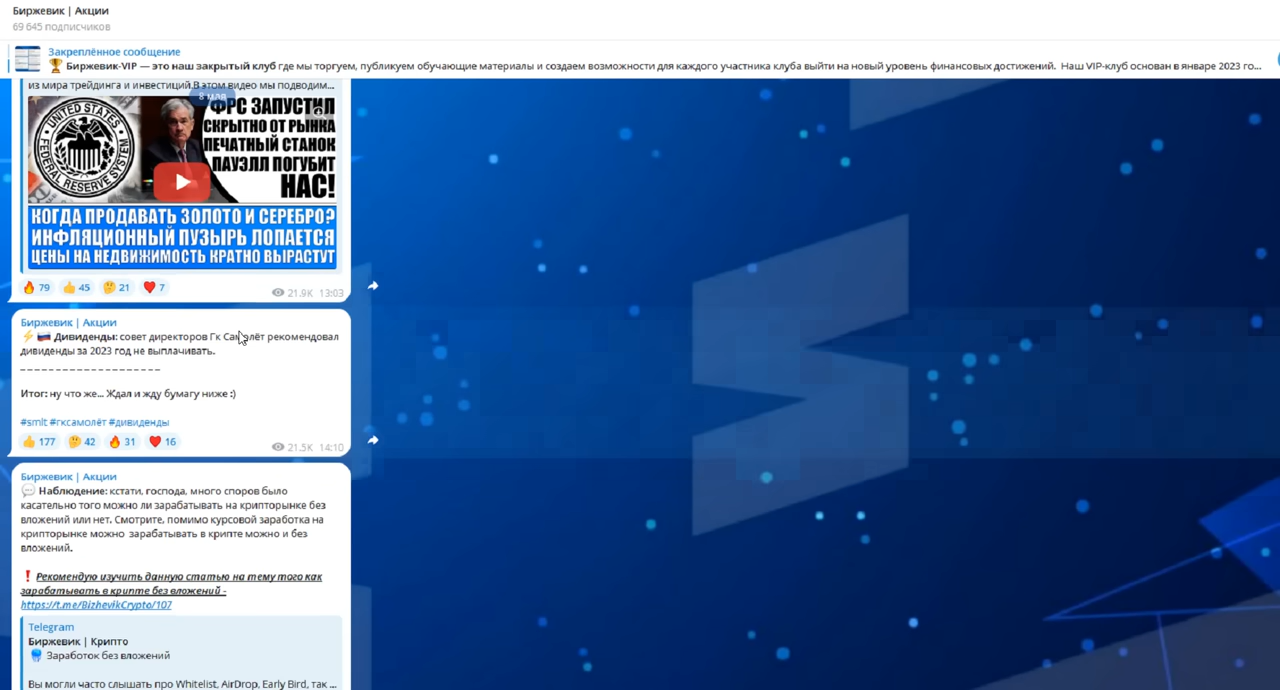 Биржевик | Акции
69 645 подписчиков
Закреплённое сообщение
🏆 Биржевик-VIP — это наш закрытый клуб где мы торгуем, публикуем обучающие материалы и создаем возможности для каждого участника клуба выйти на новый уровень финансовых достижений. Наш VIP-клуб основан в январе 2023 го...
из мира трейдинга и инвестиций.В этом видео мы подводим...
8 мая
UNITED STATES
FEDERAL RESERVE SYSTEM
ФРС ЗАПУСТИЛ
СКРЫТНО ОТ РЫНКА
ПЕЧАТНЫЙ СТАНОК
ПАУЭЛЛ ПОГУБИТ
НАС!
КОГДА ПРОДАВАТЬ ЗОЛОТО И СЕРЕБРО?
ИНФЛЯЦИОННЫЙ ПУЗЫРЬ ЛОПАЕТСЯ
ЦЕНЫ НА НЕДВИЖИМОСТЬ КРАТНО ВЫРАСТУТ
🔥 79 👍 45 🤔 21 ❤️ 7
21.9K 13:03
Биржевик | Акции
⚡️🇷🇺 Дивиденды: совет директоров Гк Самолёт рекомендовал
дивиденды за 2023 год не выплачивать.
– – – – – – – – – – – – – – – – – – – –
Итог: ну что же... Ждал и жду бумагу ниже :)
#smlt #гксамолёт #дивиденды
👍 177 🤔 42 🔥 31 ❤️ 16
21.5K 14:10
Биржевик | Акции
💬 Наблюдение: кстати, господа, много споров было
касательно того можно ли зарабатывать на крипторынке без
вложений или нет. Смотрите, помимо курсовой заработка на
крипторынке можно зарабатывать в крипте можно и без
вложений.
❗️ Рекомендую изучить данную статью на тему того как
зарабатывать в крипте без вложений -
https://t.me/BizhevikCrypto/107
Telegram
Биржевик | Крипто
Заработок без вложений
Вы могли часто слышать про Whitelist, AirDrop, Early Bird, так ...